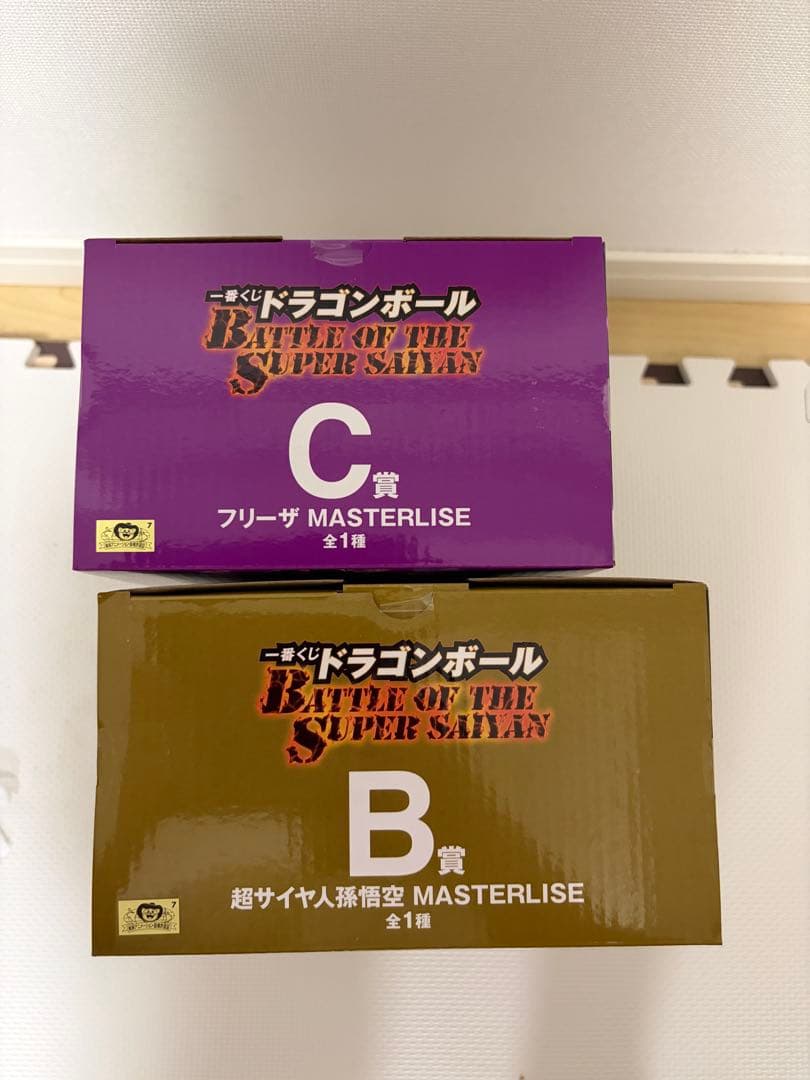 一番くじ ドラゴンボール
BATTLE OF THE
SUPER SAIYAN
C賞
フリーザ MASTERLISE
全1種
7
一番くじ ドラゴンボール
BATTLE OF THE
SUPER SAIYAN
B賞
超サイヤ人孫悟空 MASTERLISE
全1種
7